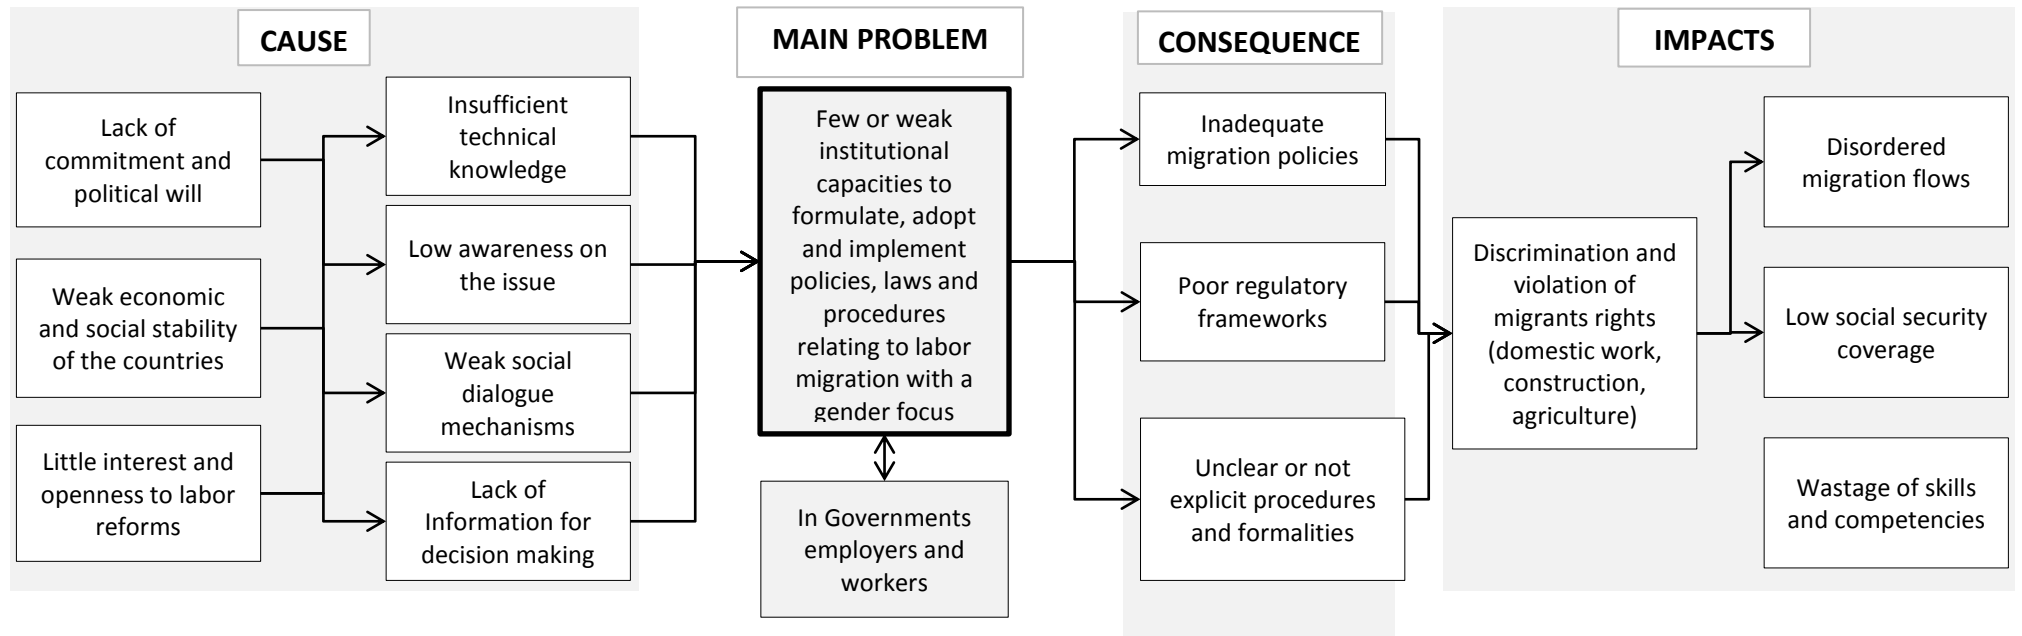 CAUSE
Lack of
commitment and
political will
Weak economic
and social stability
of the countries
Little interest and
openness to labor
reforms
Insufficient
technical
knowledge
Low awareness on
the issue
Weak social
dialogue
mechanisms
Lack of
Information for
decision making
MAIN PROBLEM
Few or weak
institutional
capacities to
formulate, adopt
and implement
policies, laws and
procedures
relating to labor
migration with a
gender focus
In Governments
employers and
workers
CONSEQUENCE
Inadequate
migration policies
Poor regulatory
frameworks
Unclear or not
explicit procedures
and formalities
IMPACTS
Discrimination and
violation of
migrants rights
(domestic work,
construction,
agriculture)
Disordered
migration flows
Low social security
coverage
Wastage of skills
and competencies